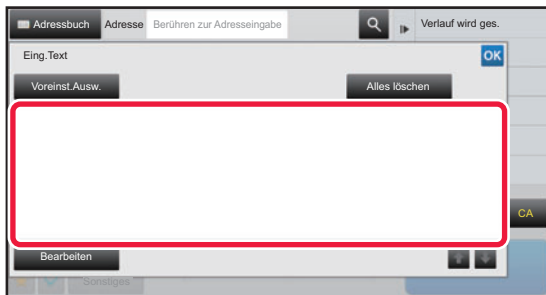 Adressbuch Adresse Berühren zur Adresseingabe Verlauf wird ges.
Eing.Text OK
Voreinst.Ausw. Alles löschen
CA
Bearbeiten
Sonstiges